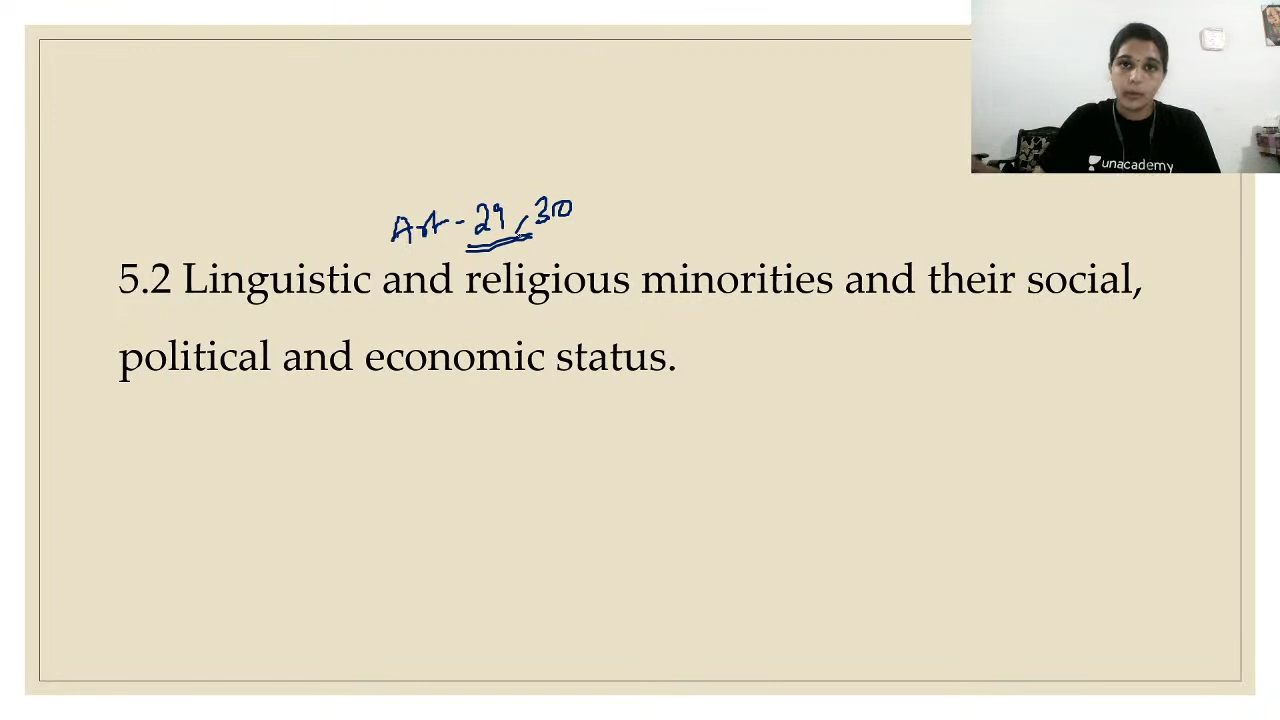 unacademy
Art - 29, 30
5.2 Linguistic and religious minorities and their social,
political and economic status.